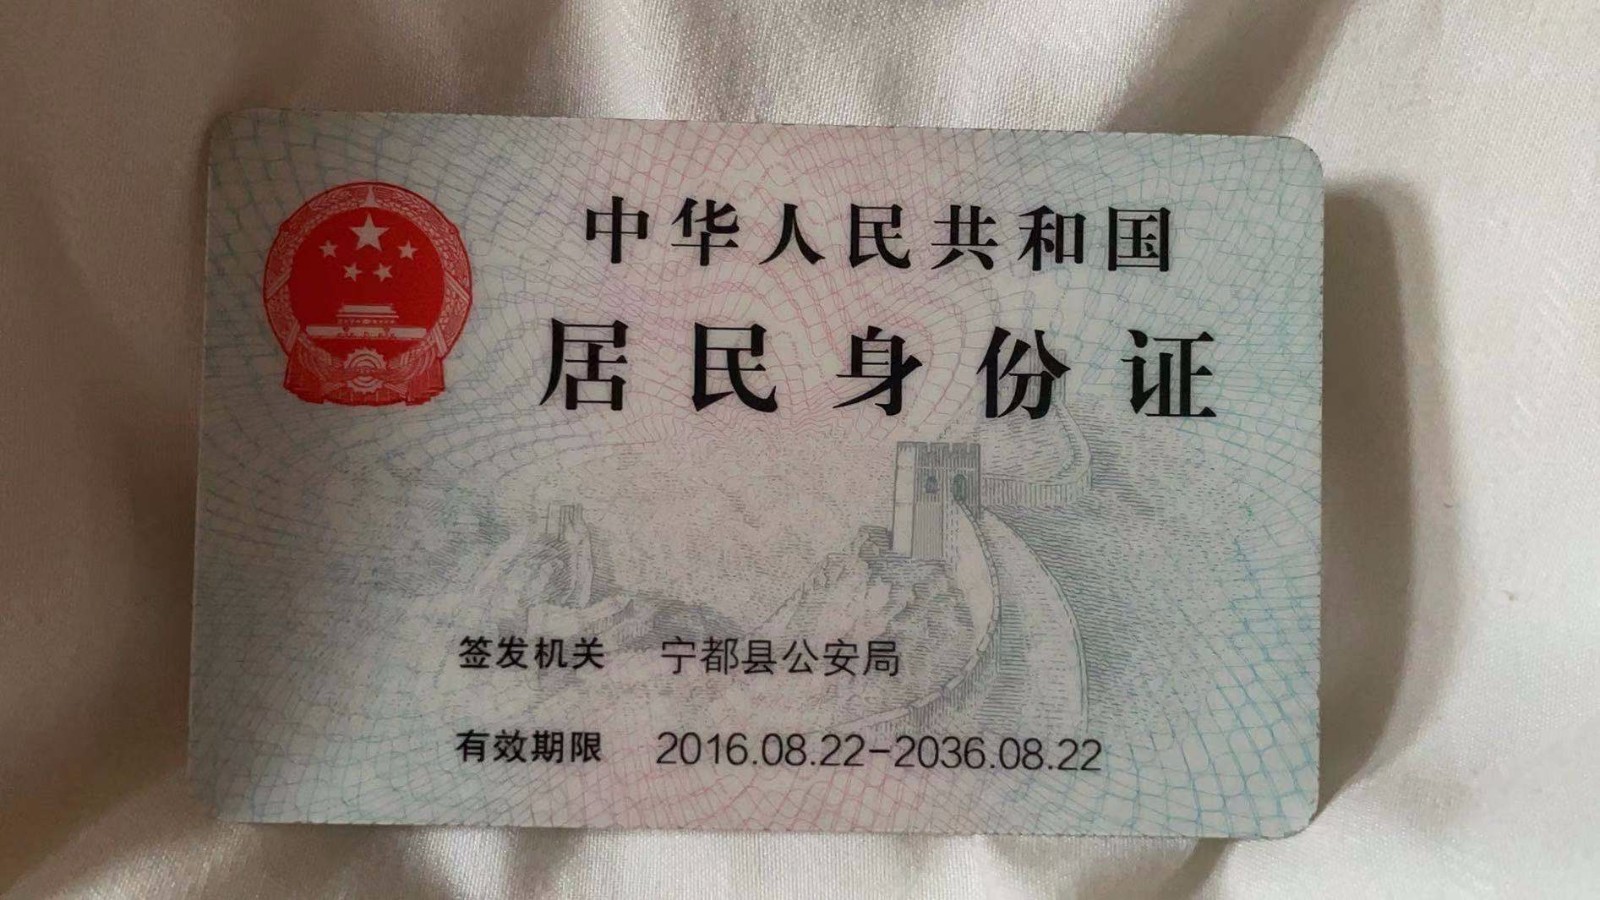 中华人民共和国
居民身份证
签发机关 宁都县公安局
有效期限 2016.08.22-2036.08.22